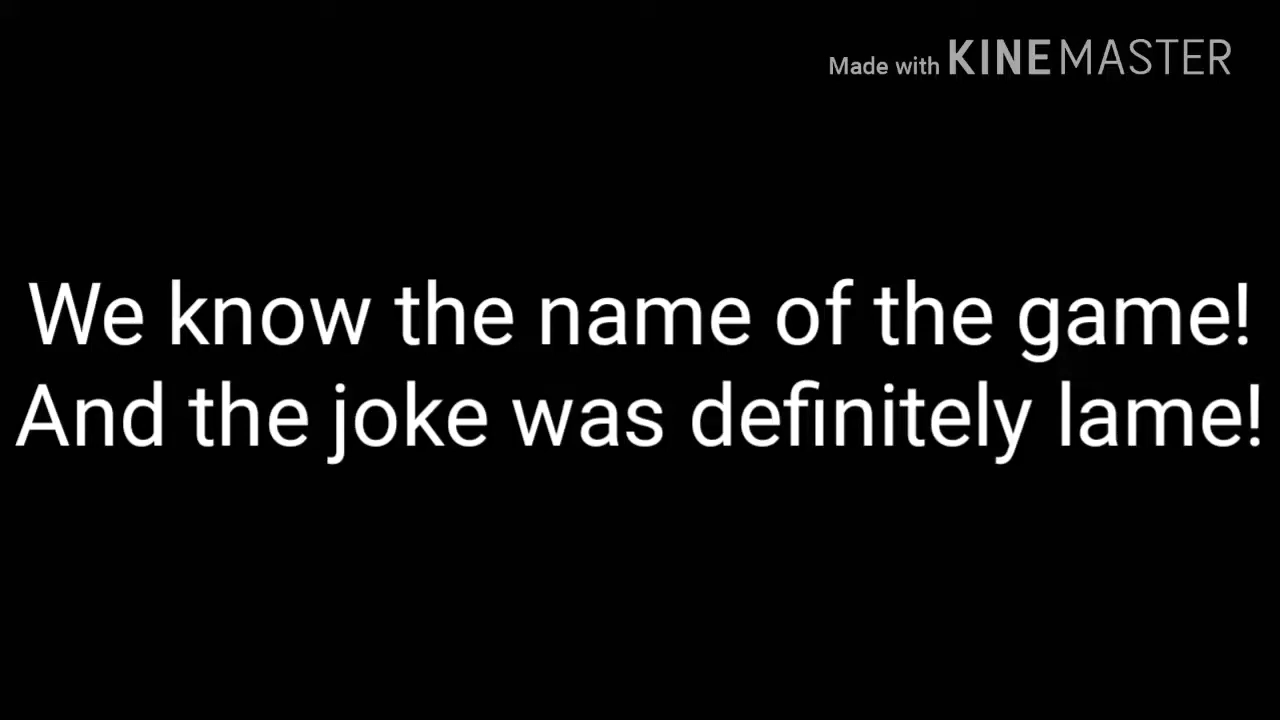 Made with KINEMASTER
We know the name of the game!
And the joke was definitely lame!